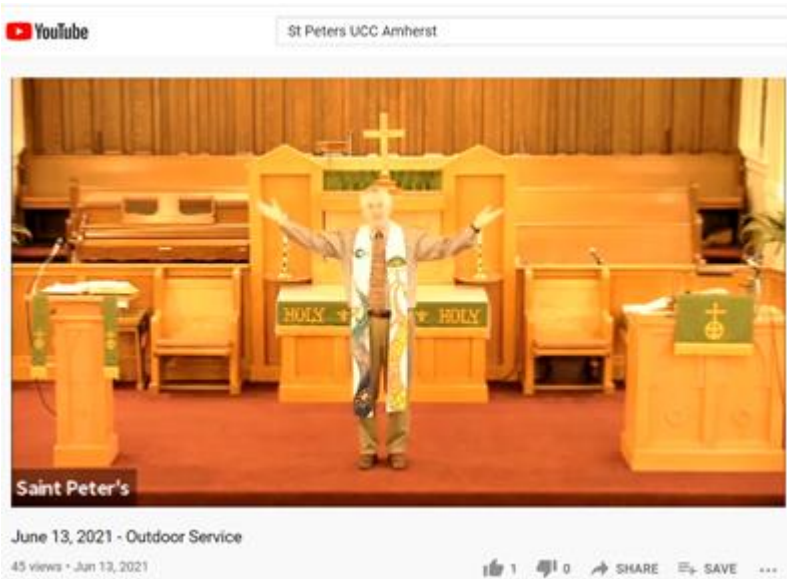 YouTube
St Peters UCC Amherst
HOLY HOLY
Saint Peter's
June 13, 2021 - Outdoor Service
45 views • Jun 13, 2021
1 0 SHARE SAVE